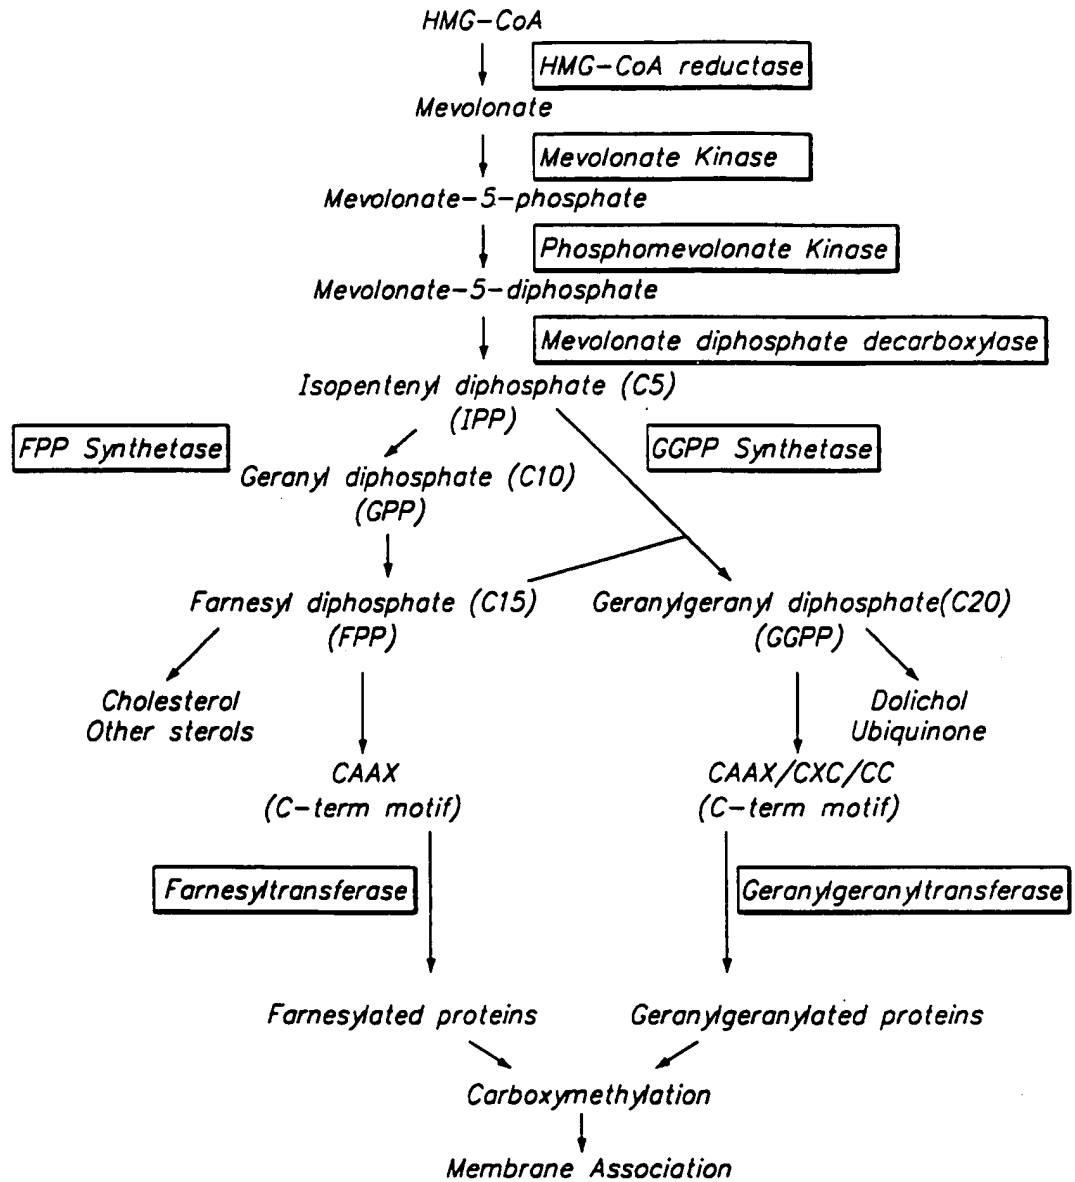 HMG-CoA
HMG-CoA reductase
Mevolonate
Mevolonate Kinase
Mevolonate-5-phosphate
Phosphomevolonate Kinase
Mevolonate-5-diphosphate
Mevolonate diphosphate decarboxylase
Isopentenyl diphosphate (C5)
(IPP)
FPP Synthetase
GGPP Synthetase
Geranyl diphosphate (C10)
(GPP)
Farnesyl diphosphate (C15)
(FPP)
Geranylgeranyl diphosphate(C20)
(GGPP)
Cholesterol
Other sterols
Dolichol
Ubiquinone
CAAX
(C-term motif)
CAAX/CXC/CC
(C-term motif)
Farnesyltransferase
Geranylgeranyltransferase
Farnesylated proteins
Geranylgeranylated proteins
Carboxymethylation
Membrane Association